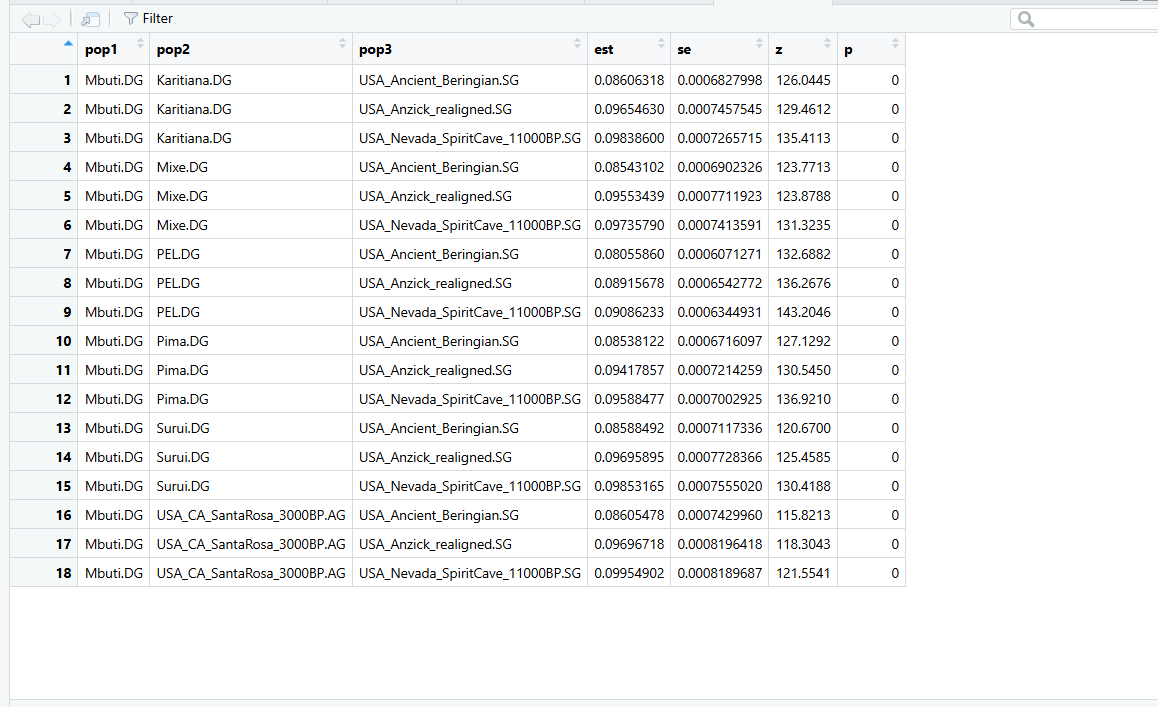 Filter
pop1 pop2 pop3 est se z p
1 Mbuti.DG Karitiana.DG USA_Ancient_Beringian.SG 0.08606318 0.0006827998 126.0445 0
2 Mbuti.DG Karitiana.DG USA_Anzick_realigned.SG 0.09654630 0.0007457545 129.4612 0
3 Mbuti.DG Karitiana.DG USA_Nevada_SpiritCave_11000BP.SG 0.09838600 0.0007265715 135.4113 0
4 Mbuti.DG Mixe.DG USA_Ancient_Beringian.SG 0.08543102 0.0006902326 123.7713 0
5 Mbuti.DG Mixe.DG USA_Anzick_realigned.SG 0.09553439 0.0007711923 123.8788 0
6 Mbuti.DG Mixe.DG USA_Nevada_SpiritCave_11000BP.SG 0.09735790 0.0007413591 131.3235 0
7 Mbuti.DG PEL.DG USA_Ancient_Beringian.SG 0.08055860 0.0006071271 132.6882 0
8 Mbuti.DG PEL.DG USA_Anzick_realigned.SG 0.08915678 0.0006542772 136.2676 0
9 Mbuti.DG PEL.DG USA_Nevada_SpiritCave_11000BP.SG 0.09086233 0.0006344931 143.2046 0
10 Mbuti.DG Pima.DG USA_Ancient_Beringian.SG 0.08538122 0.0006716097 127.1292 0
11 Mbuti.DG Pima.DG USA_Anzick_realigned.SG 0.09417857 0.0007214259 130.5450 0
12 Mbuti.DG Pima.DG USA_Nevada_SpiritCave_11000BP.SG 0.09588477 0.0007002925 136.9210 0
13 Mbuti.DG Surui.DG USA_Ancient_Beringian.SG 0.08588492 0.0007117336 120.6700 0
14 Mbuti.DG Surui.DG USA_Anzick_realigned.SG 0.09695895 0.0007728366 125.4585 0
15 Mbuti.DG Surui.DG USA_Nevada_SpiritCave_11000BP.SG 0.09853165 0.0007555020 130.4188 0
16 Mbuti.DG USA_CA_SantaRosa_3000BP.AG USA_Ancient_Beringian.SG 0.08605478 0.0007429960 115.8213 0
17 Mbuti.DG USA_CA_SantaRosa_3000BP.AG USA_Anzick_realigned.SG 0.09696718 0.0008196418 118.3043 0
18 Mbuti.DG USA_CA_SantaRosa_3000BP.AG USA_Nevada_SpiritCave_11000BP.SG 0.09954902 0.0008189687 121.5541 0